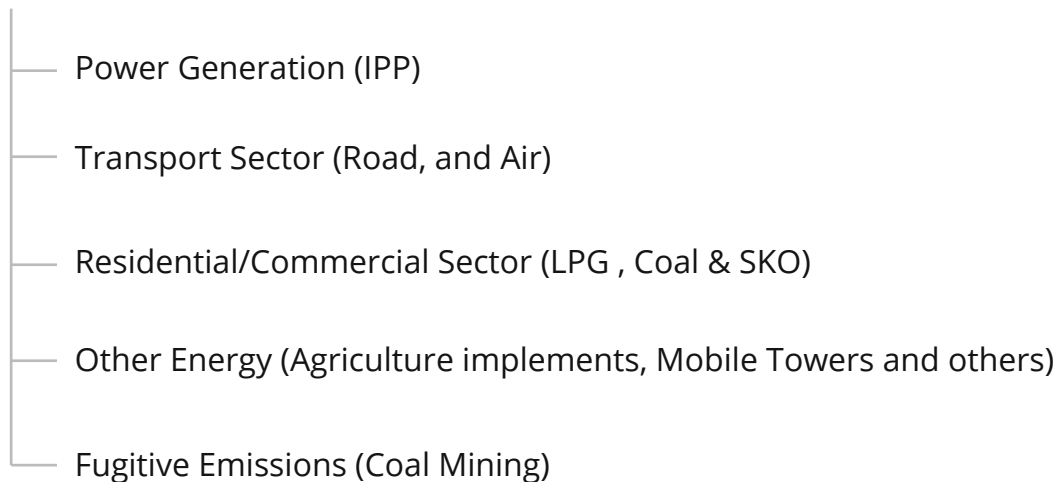 Power Generation (IPP)
Transport Sector (Road, and Air)
Residential/Commercial Sector (LPG , Coal & SKO)
Other Energy (Agriculture implements, Mobile Towers and others)
Fugitive Emissions (Coal Mining)